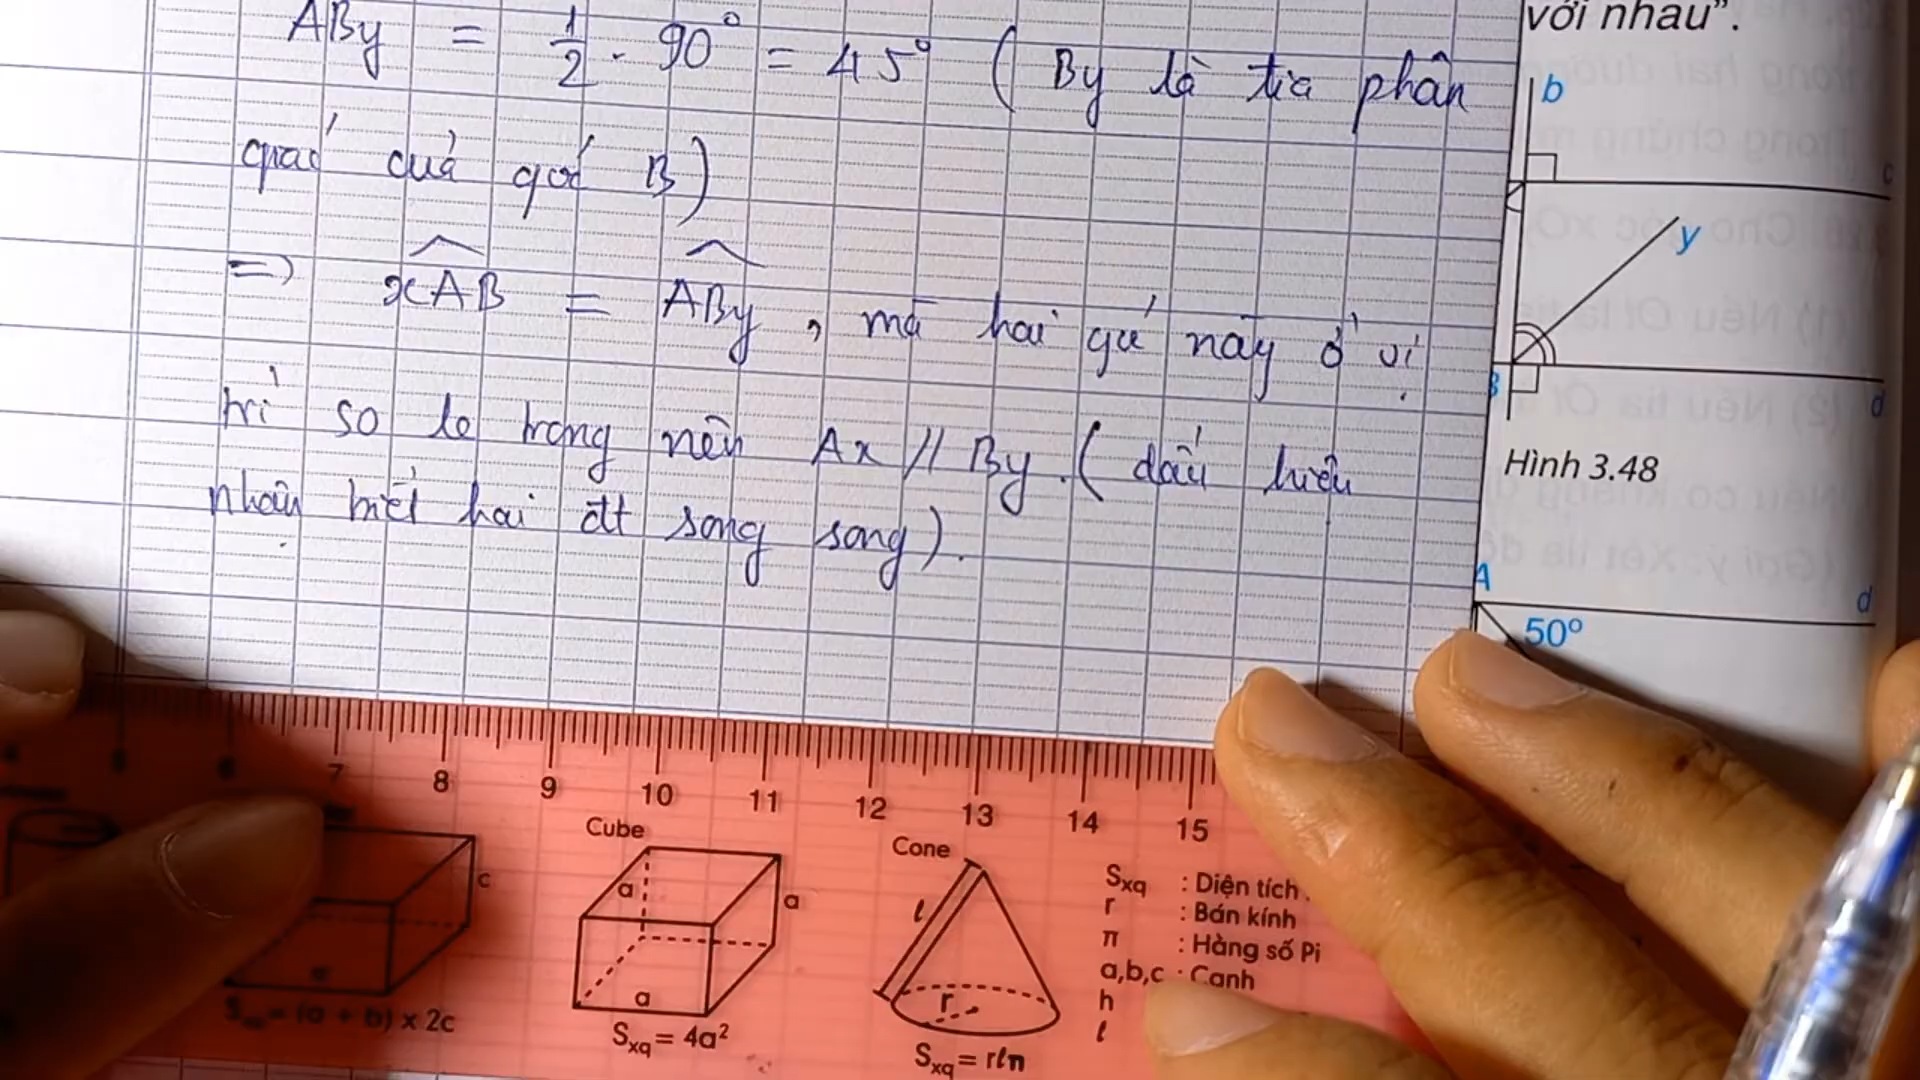 ABy = 1/2 · 90° = 45° ( By là tia phân
giác của góc B)
=> xAB = ABy , mà hai góc này ở vị
trí so le trong nên Ax // By ( dấu hiệu
nhận biết hai đt song song).
với nhau”.
b
c
y
B
d
Hình 3.48
A
d
50°
7 8 9 10 11 12 13 14 15
c
a
= (a + b) x 2c
Cube
a
a
a
Sxq = 4a²
Cone
l
r
Sxq = rlπ
Sxq : Diện tích
r : Bán kính
π : Hằng số Pi
a,b,c : Cạnh
h
l